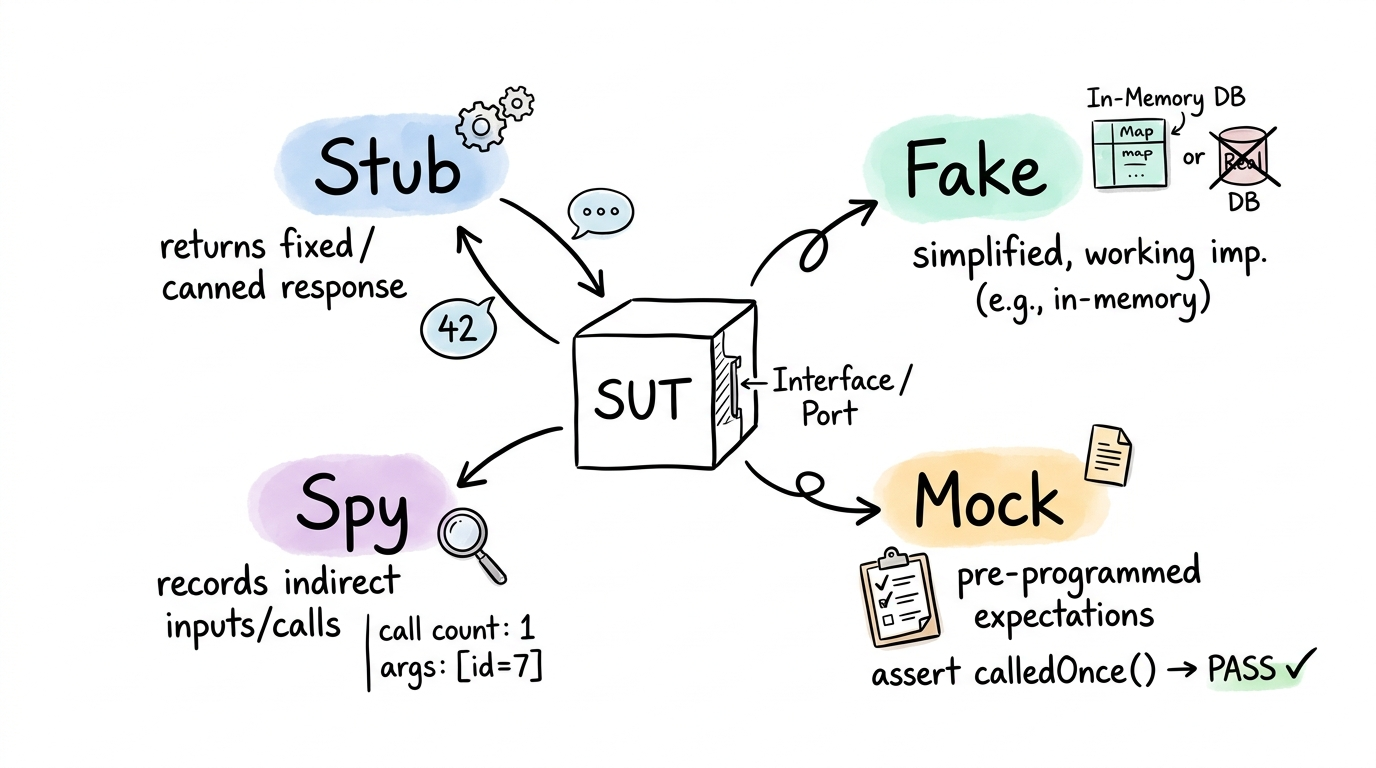 Stub
returns fixed/
canned response
42
In-Memory DB
Fake
Map
map
...
or
Real
DB
simplified, working imp.
(e.g., in-memory)
SUT
Interface/
Port
Spy
records indirect
inputs/calls
call count: 1
args: [id=7]
Mock
pre-programmed
expectations
assert calledOnce() → PASS ✓